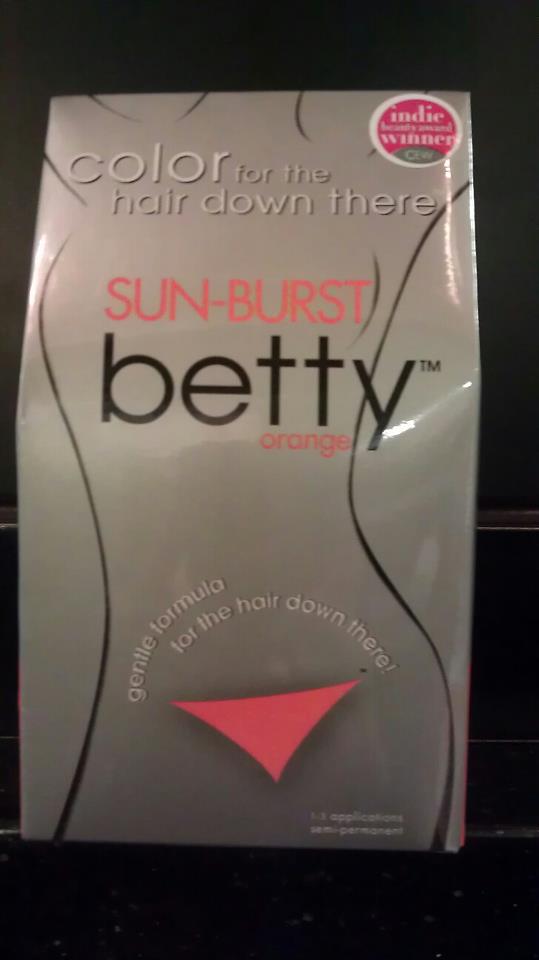 indie
beauty award
winner
CEW
color for the
hair down there
SUN-BURST
betty™
orange
gentle formula
for the hair down there!
1-3 applications
semi-permanent